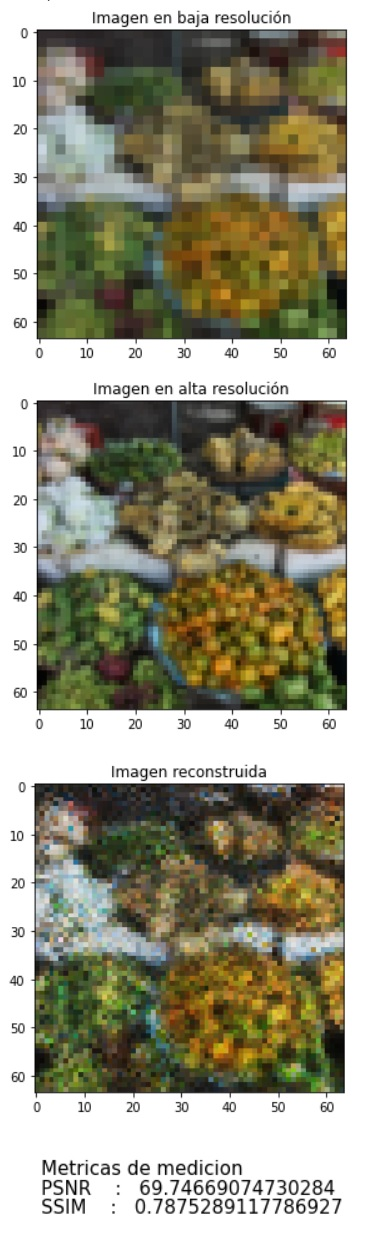 Imagen en baja resolución
0
10
20
30
40
50
60
0 10 20 30 40 50 60
Imagen en alta resolución
0
10
20
30
40
50
60
0 10 20 30 40 50 60
Imagen reconstruida
0
10
20
30
40
50
60
0 10 20 30 40 50 60
Metricas de medicion
PSNR : 69.74669074730284
SSIM : 0.7875289117786927